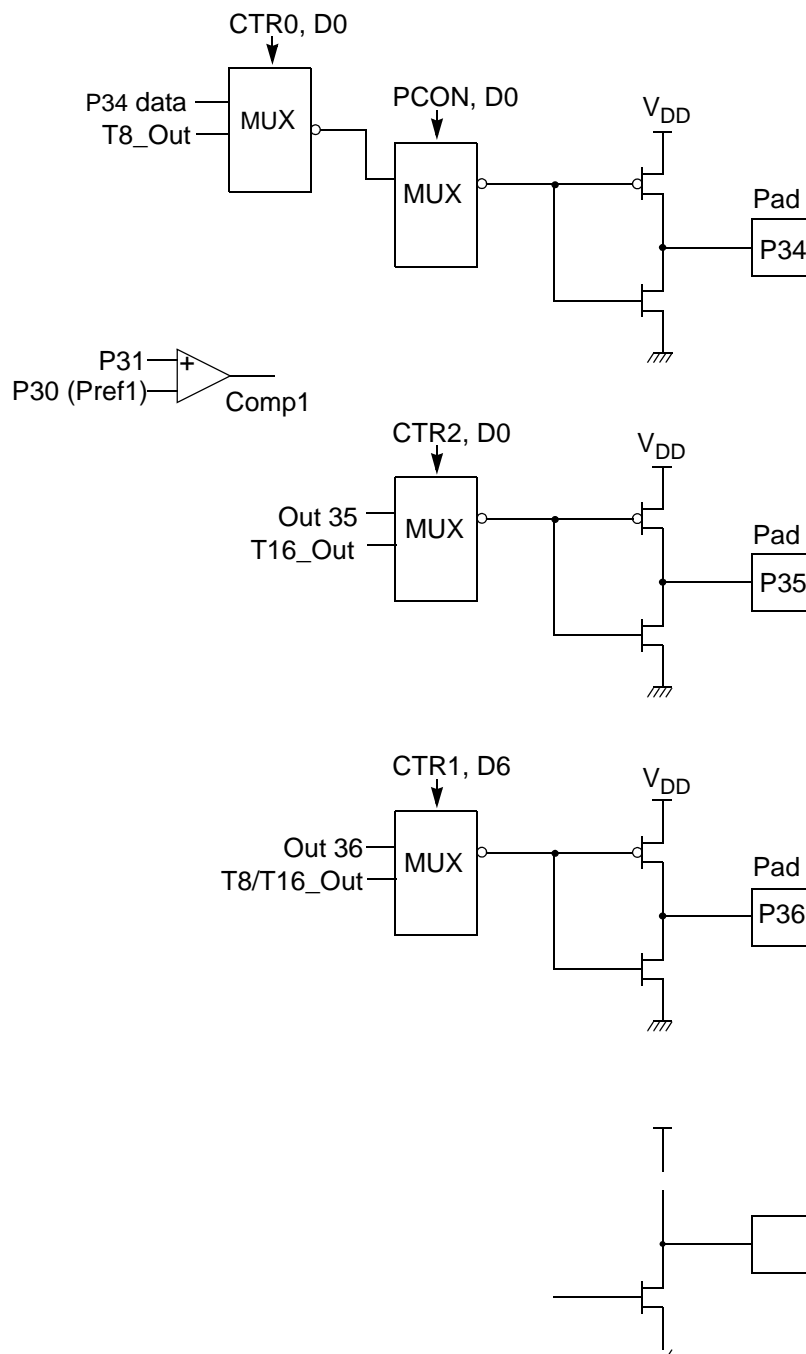 CTR0, D0
P34 data
T8_Out
MUX
PCON, D0
MUX
VDD
Pad
P34
P31
+
P30 (Pref1)
Comp1
CTR2, D0
Out 35
T16_Out
MUX
VDD
Pad
P35
CTR1, D6
Out 36
T8/T16_Out
MUX
VDD
Pad
P36